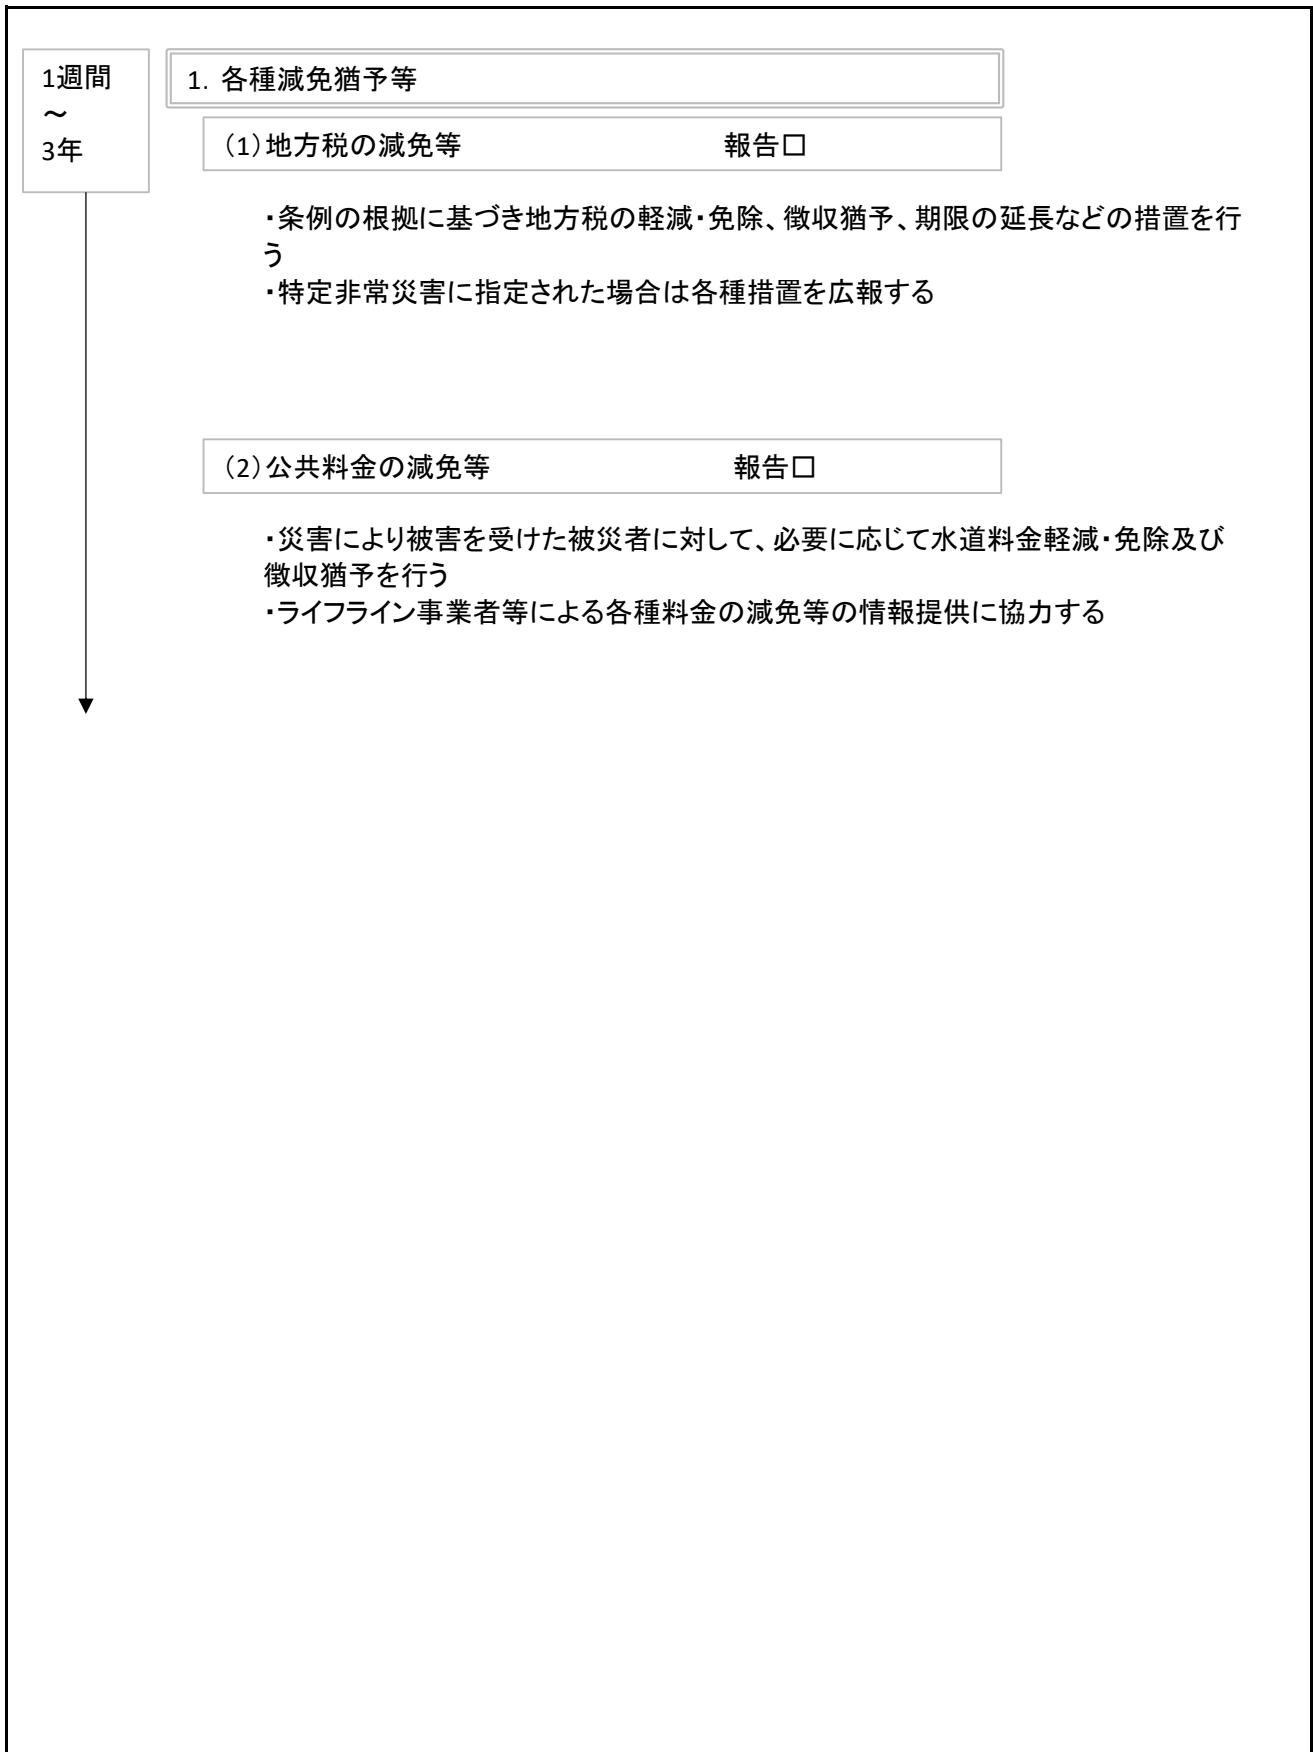 1週間
～
3年
1. 各種減免猶予等
(1)地方税の減免等 報告□
・条例の根拠に基づき地方税の軽減・免除、徴収猶予、期限の延長などの措置を行
う
・特定非常災害に指定された場合は各種措置を広報する
(2)公共料金の減免等 報告□
・災害により被害を受けた被災者に対して、必要に応じて水道料金軽減・免除及び
徴収猶予を行う
・ライフライン事業者等による各種料金の減免等の情報提供に協力する